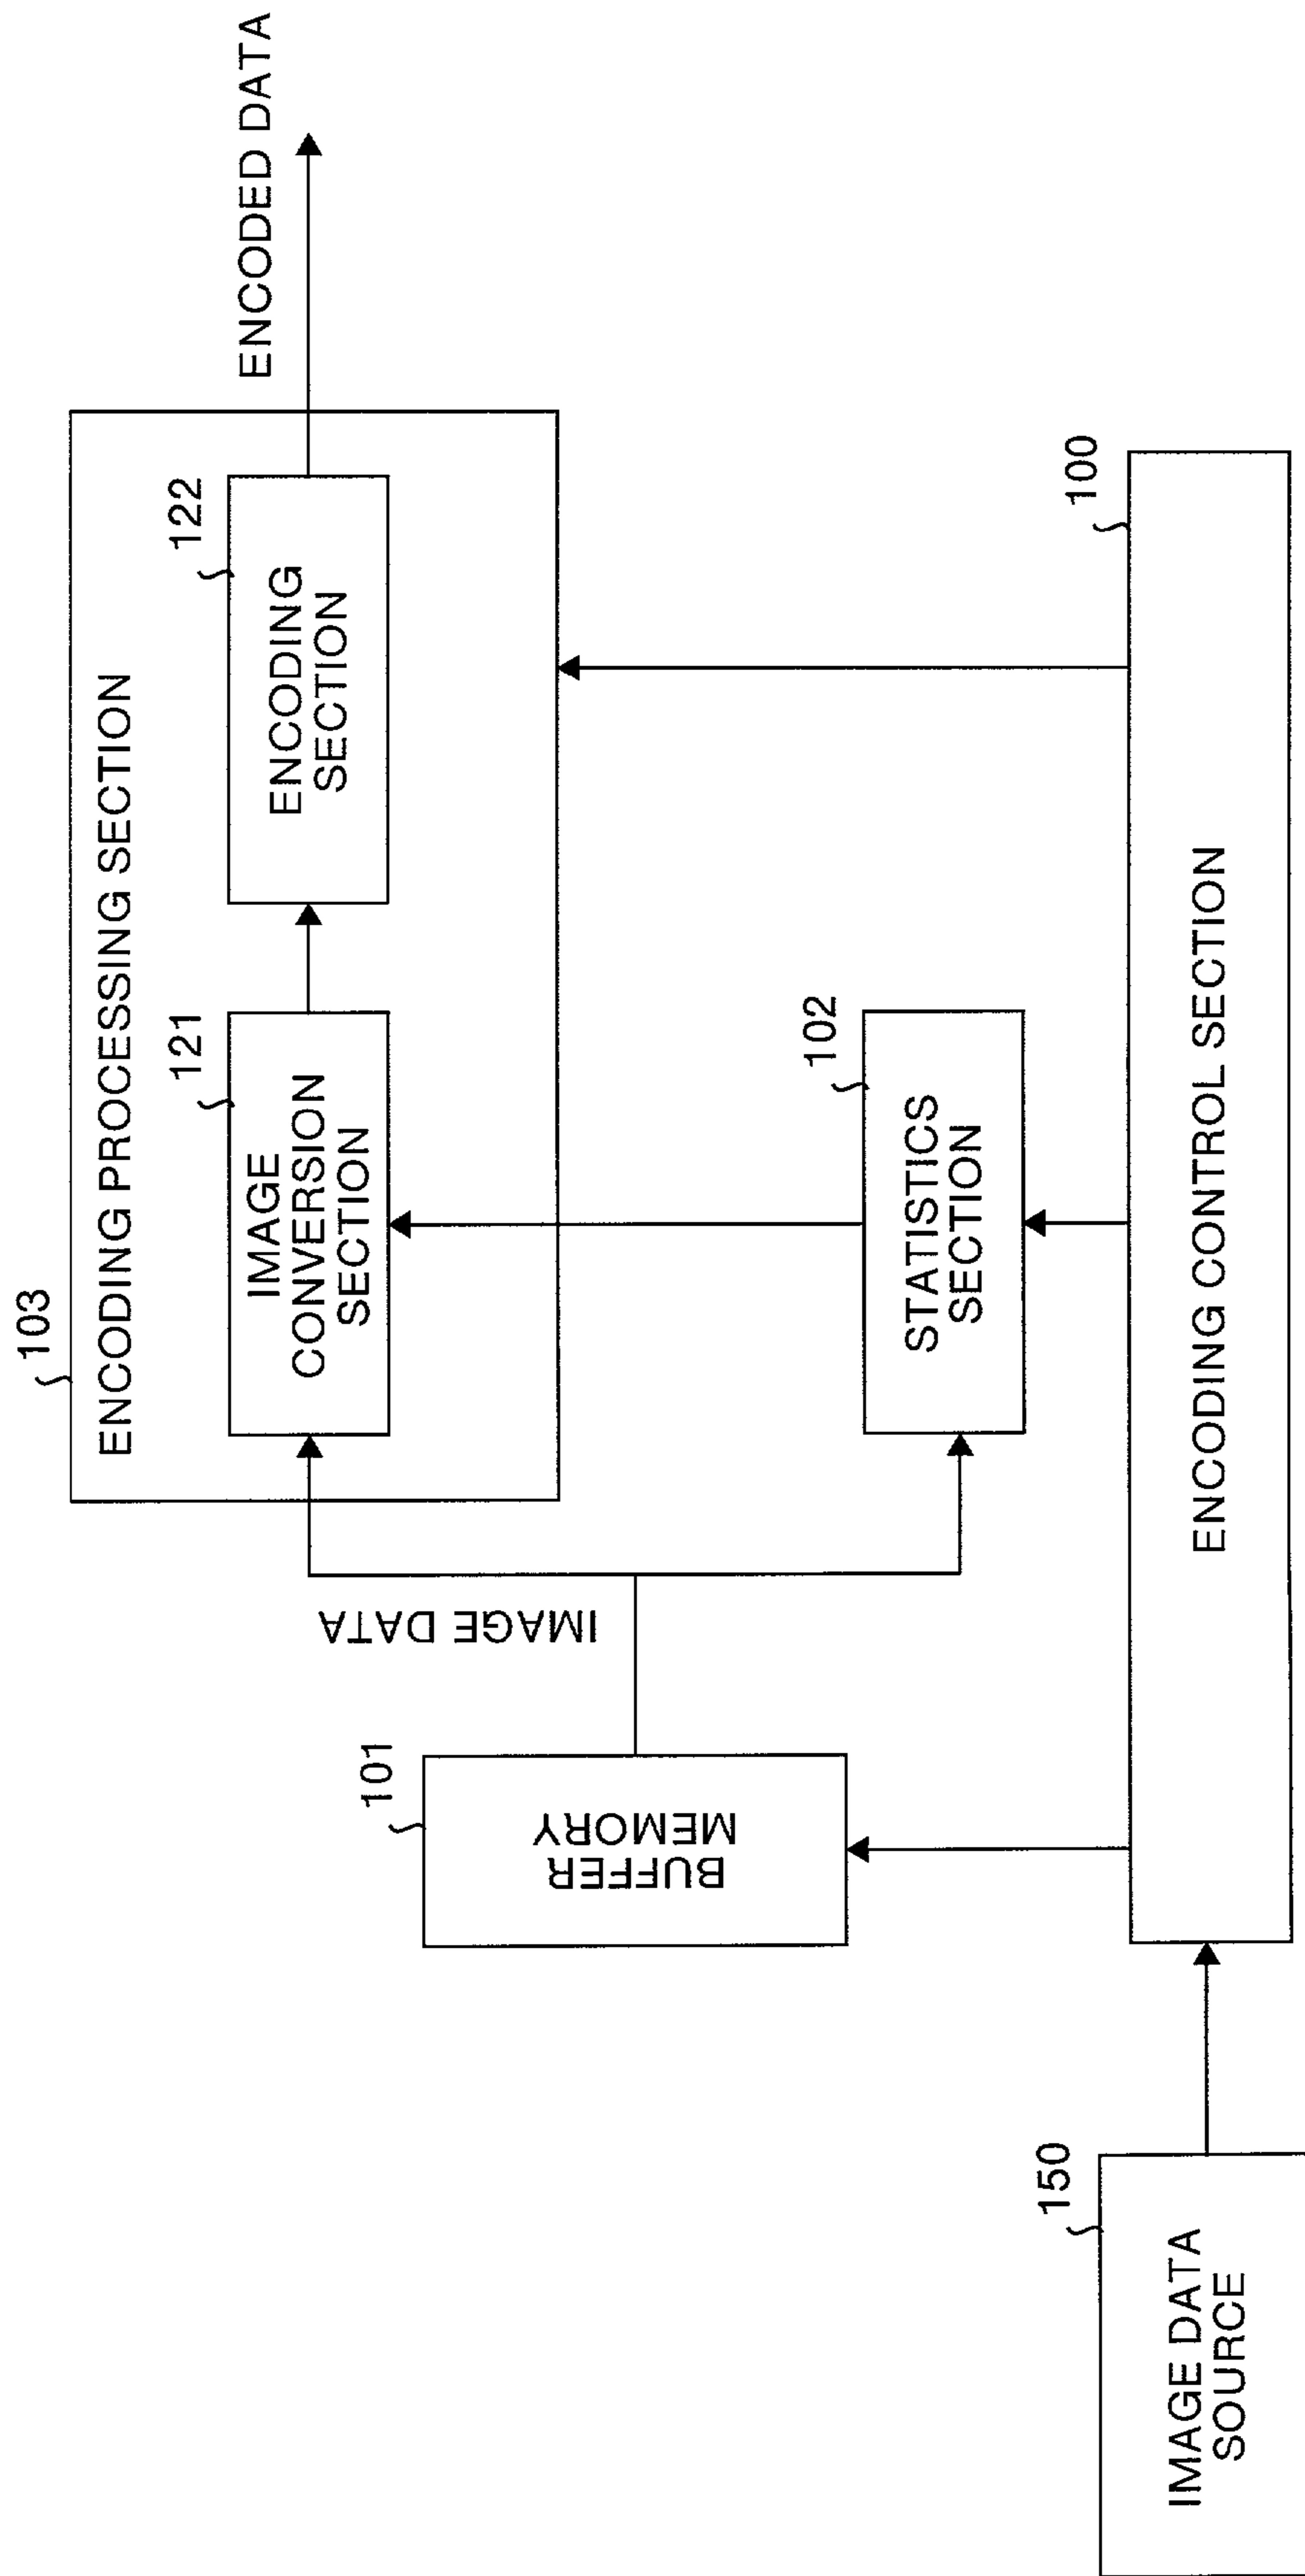 103
ENCODING PROCESSING SECTION
121
IMAGE
CONVERSION
SECTION
122
ENCODING
SECTION
ENCODED DATA
IMAGE DATA
101
BUFFER
MEMORY
102
STATISTICS
SECTION
100
ENCODING CONTROL SECTION
150
IMAGE DATA
SOURCE